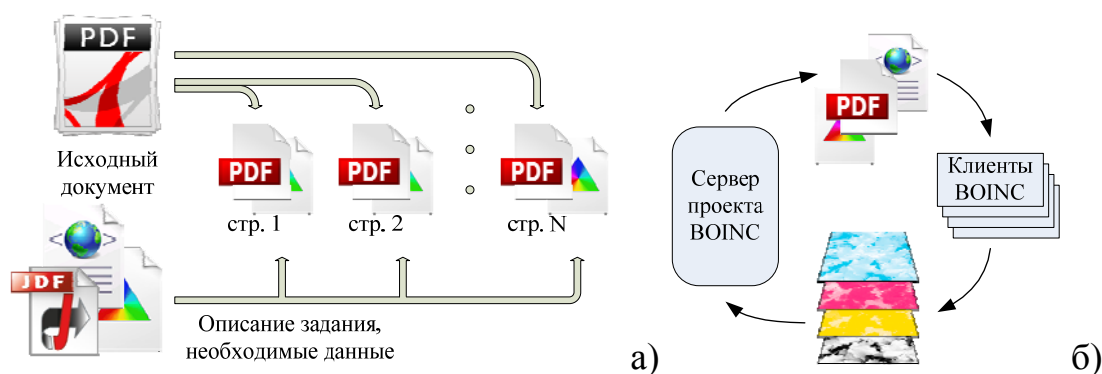 PDF
Исходный
документ
PDF
PDF
PDF
стр. 1
стр. 2
стр. N
JDF
Описание задания,
необходимые данные
а)
PDF
Сервер
проекта
BOINC
Клиенты
BOINC
б)